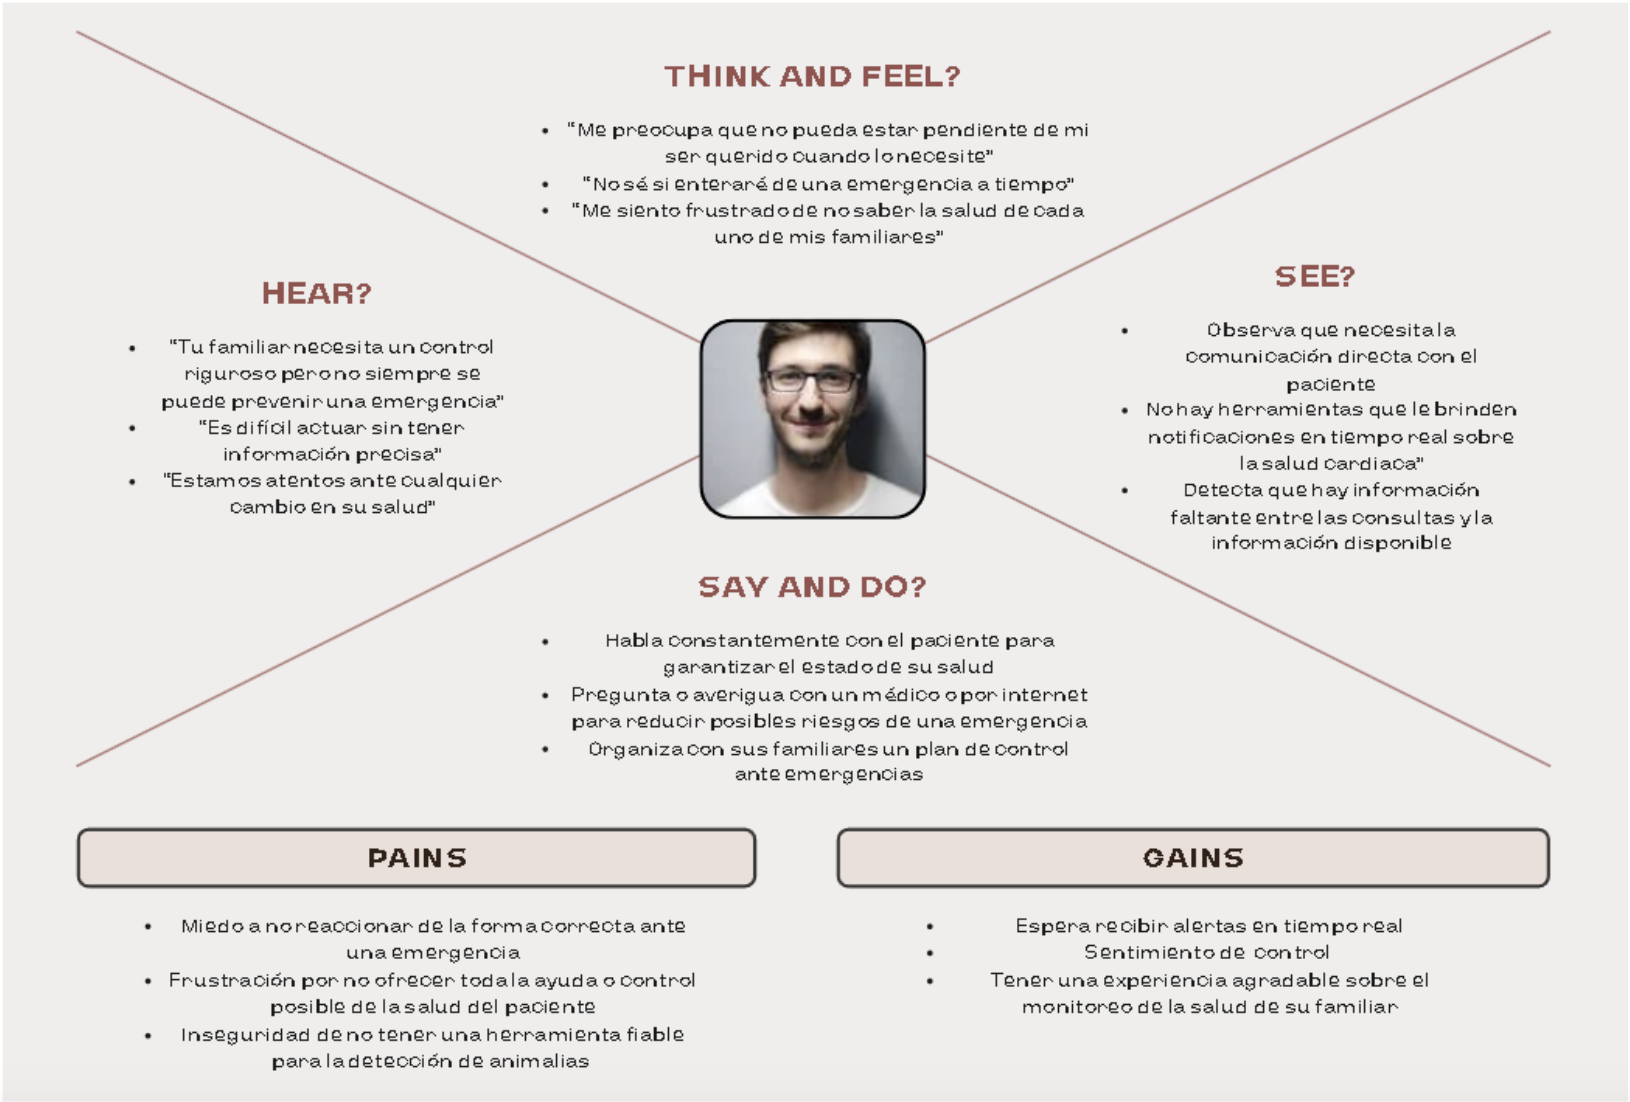 THINK AND FEEL?
• "Me preocupa que no pueda estar pendiente de mi
ser querido cuando lo necesite"
• "No sé si enteraré de una emergencia a tiempo"
• "Me siento frustrado de no saber la salud de cada
uno de mis familiares"
HEAR?
• "Tu familiar necesita un control
riguroso pero no siempre se
puede prevenir una emergencia"
• "Es difícil actuar sin tener
información precisa"
• "Estamos atentos ante cualquier
cambio en su salud"
SEE?
• Observa que necesita la
comunicación directa con el
paciente
• No hay herramientas que le brinden
notificaciones en tiempo real sobre
la salud cardiaca"
• Detecta que hay información
faltante entre las consultas y la
información disponible
SAY AND DO?
• Habla constantemente con el paciente para
garantizar el estado de su salud
• Pregunta o averigua con un médico o por internet
para reducir posibles riesgos de una emergencia
• Organiza con sus familiares un plan de control
ante emergencias
PAINS
• Miedo a no reaccionar de la forma correcta ante
una emergencia
• Frustración por no ofrecer toda la ayuda o control
posible de la salud del paciente
• Inseguridad de no tener una herramienta fiable
para la detección de animalias
GAINS
• Espera recibir alertas en tiempo real
• Sentimiento de control
• Tener una experiencia agradable sobre el
monitoreo de la salud de su familiar